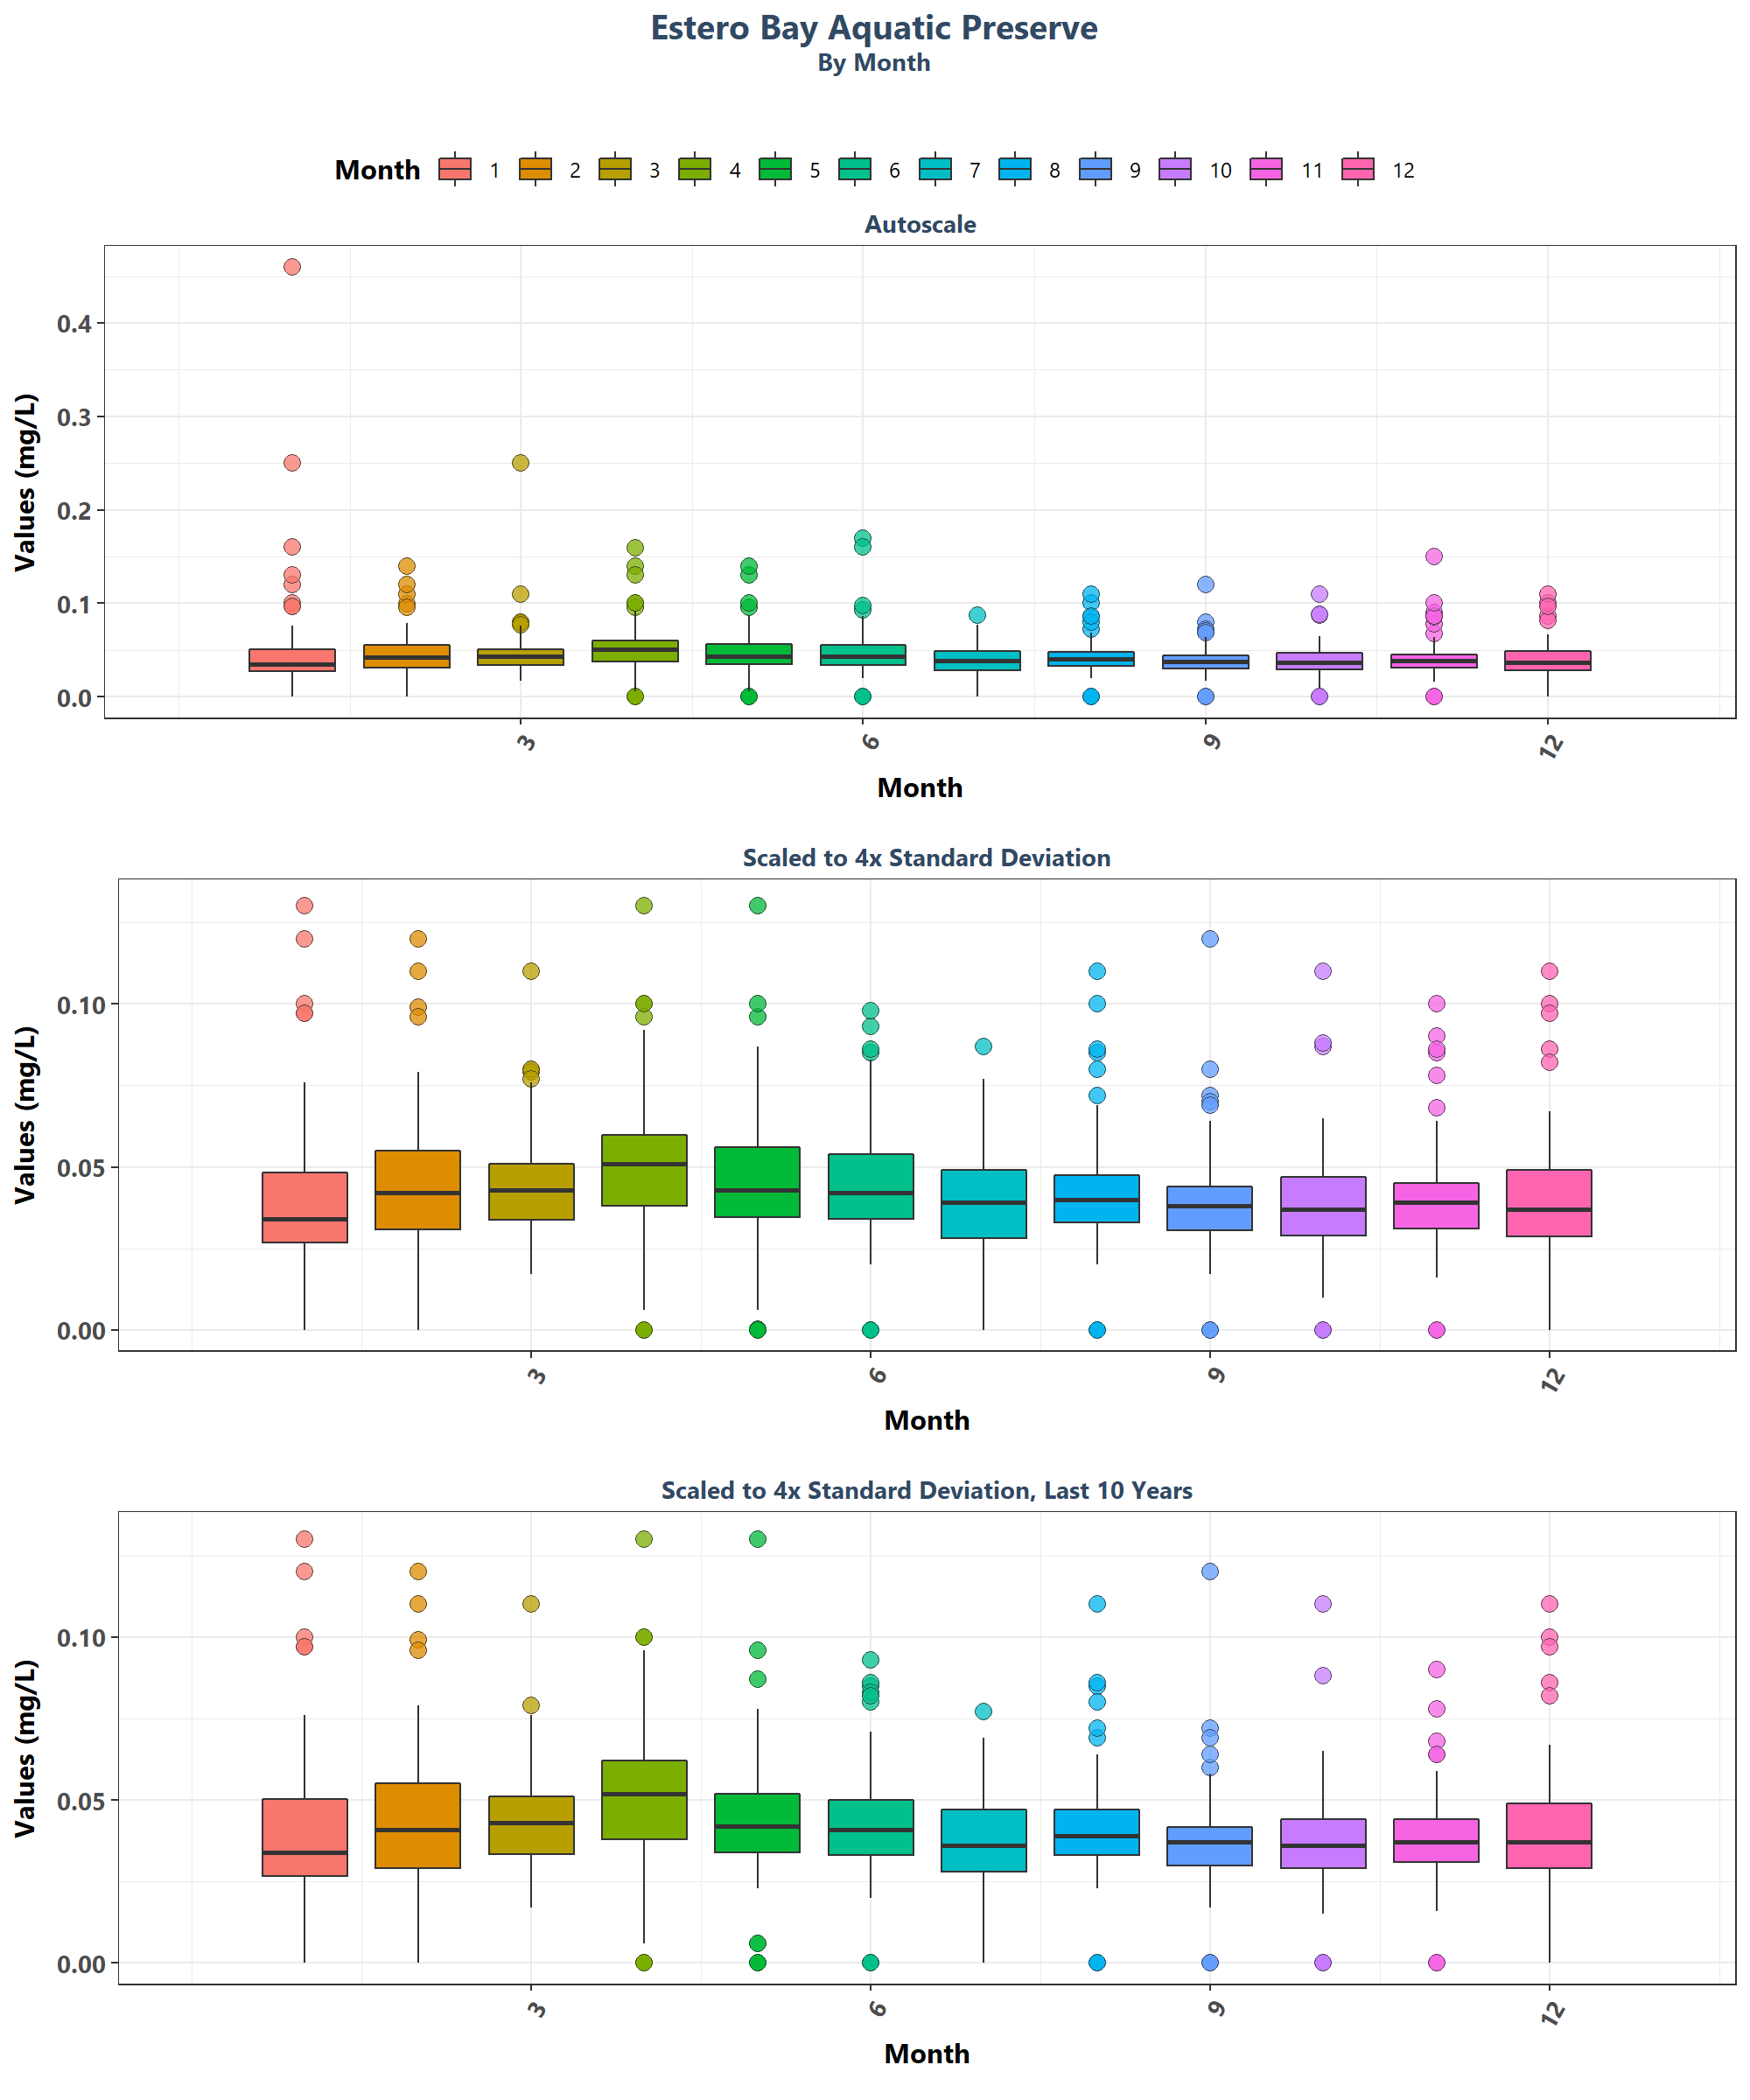 Estero Bay Aquatic Preserve
By Month
Month 1 2 3 4 5 6 7 8 9 10 11 12
Autoscale
Values (mg/L)
0.4
0.3
0.2
0.1
0.0
3 6 9 12
Month
Scaled to 4x Standard Deviation
Values (mg/L)
0.10
0.05
0.00
3 6 9 12
Month
Scaled to 4x Standard Deviation, Last 10 Years
Values (mg/L)
0.10
0.05
0.00
3 6 9 12
Month